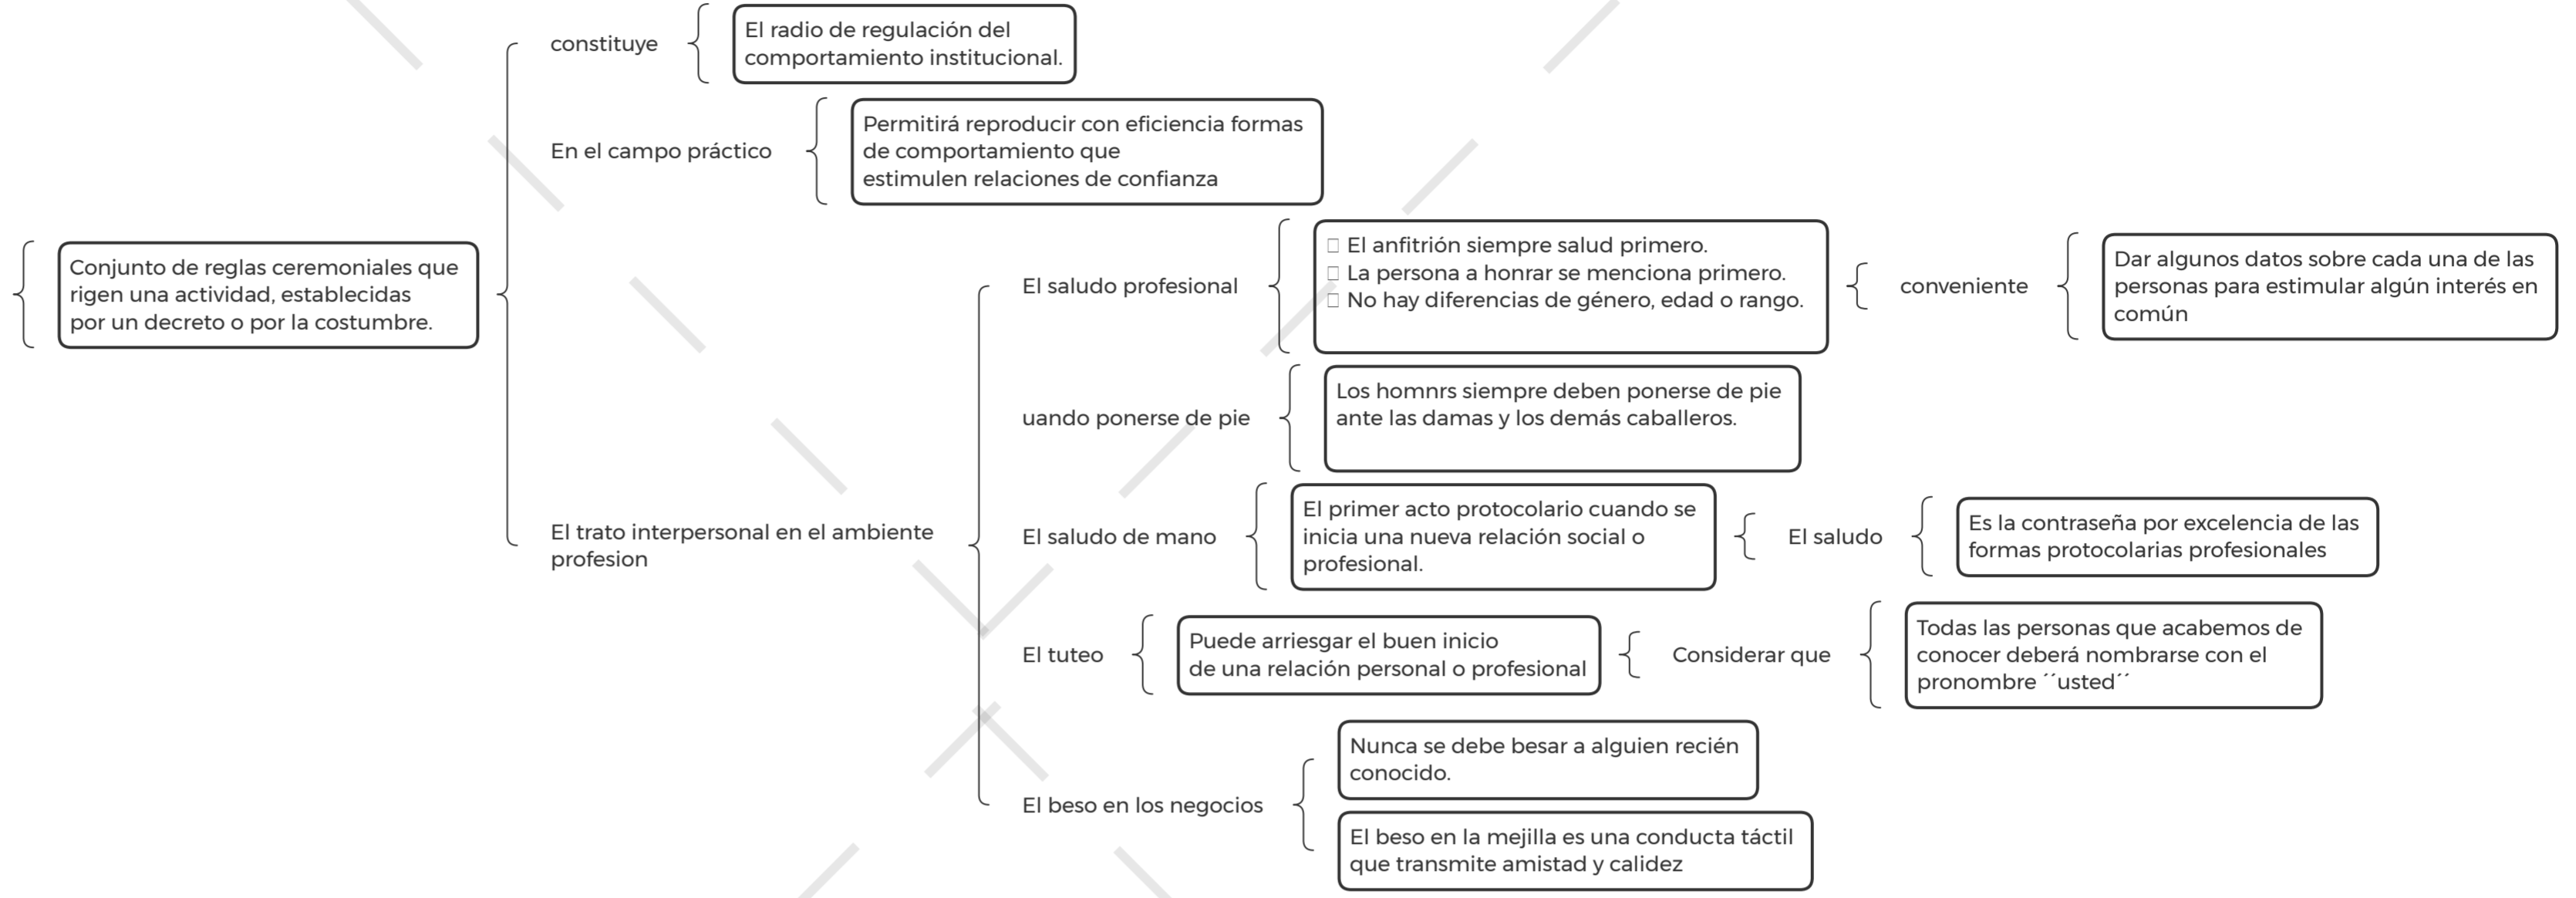 Conjunto de reglas ceremoniales que
rigen una actividad, establecidas
por un decreto o por la costumbre.
constituye
El radio de regulación del
comportamiento institucional.
En el campo práctico
Permitirá reproducir con eficiencia formas
de comportamiento que
estimulen relaciones de confianza
El trato interpersonal en el ambiente
profesion
El saludo profesional
El anfitrión siempre salud primero.
La persona a honrar se menciona primero.
No hay diferencias de género, edad o rango.
conveniente
Dar algunos datos sobre cada una de las
personas para estimular algún interés en
común
uando ponerse de pie
Los homnrs siempre deben ponerse de pie
ante las damas y los demás caballeros.
El saludo de mano
El primer acto protocolario cuando se
inicia una nueva relación social o
profesional.
El saludo
Es la contraseña por excelencia de las
formas protocolarias profesionales
El tuteo
Puede arriesgar el buen inicio
de una relación personal o profesional
Considerar que
Todas las personas que acabemos de
conocer deberá nombrarse con el
pronombre ´´usted´´
El beso en los negocios
Nunca se debe besar a alguien recién
conocido.
El beso en la mejilla es una conducta táctil
que transmite amistad y calidez